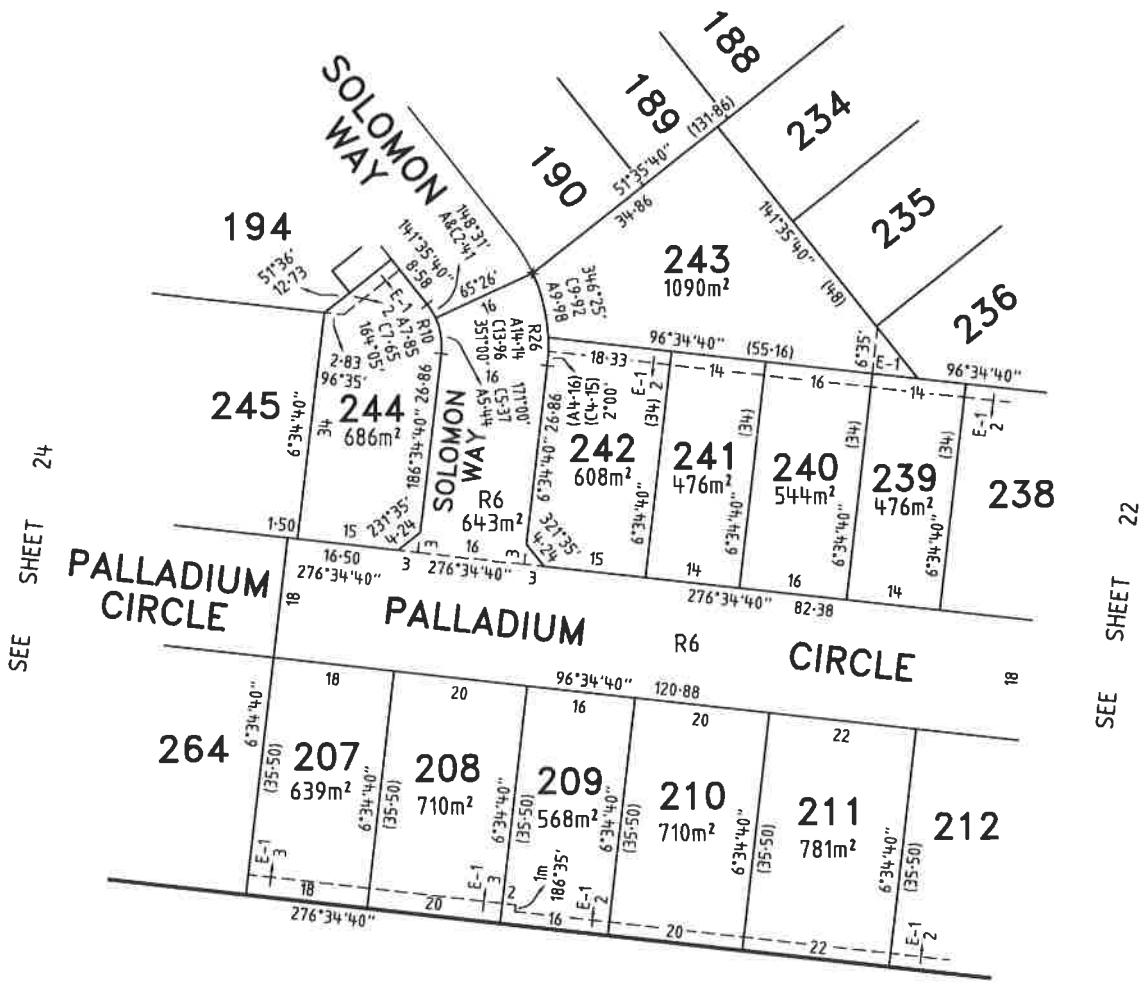 SOLOMON
WAY
188
189
190
234
235
236
(131·86)
51°35'40"
34·86
141°35'40"
(48)
194
51°36'
12·73
141°35'40"
8·58
148°31'
A&C2·41
65°26'
16
243
1090m²
346°25'
C9·92
A9·98
E-1
2
R10
A7·85
C7·65
164°05'
R26
A14·14
C13·96
351°00'
16
171°00'
C5·37
A5·44
96°34'40"
(55·16)
6°35'
E-1
96°34'40"
2·83
96°35'
18·33
14
16
14
E-1
2
E-1
2
(A4·16)
(C4·15)
2°00'
245
6°34'40"
34
244
686m²
186°34'40"
26·86
SOLOMON
WAY
6°34'40"
26·86
242
608m²
(34)
6°34'40"
241
476m²
(34)
6°34'40"
240
544m²
(34)
6°34'40"
239
476m²
(34)
6°34'40"
238
R6
643m²
231°35'
4·24
321°35'
4·24
1·50
15
16·50
276°34'40"
3
3
16
276°34'40"
3
3
15
14
16
14
276°34'40"
82·38
SEE SHEET 24
SEE SHEET 22
PALLADIUM
CIRCLE
18
PALLADIUM
R6
CIRCLE
18
96°34'40"
120·88
18
20
16
20
22
264
6°34'40"
(35·50)
207
639m²
6°34'40"
(35·50)
208
710m²
6°34'40"
(35·50)
209
568m²
6°34'40"
(35·50)
210
710m²
6°34'40"
(35·50)
211
781m²
6°34'40"
(35·50)
212
E-1
3
18
20
E-1
3
2
1m
186°35'
16
E-1
2
20
22
E-1
2
276°34'40"